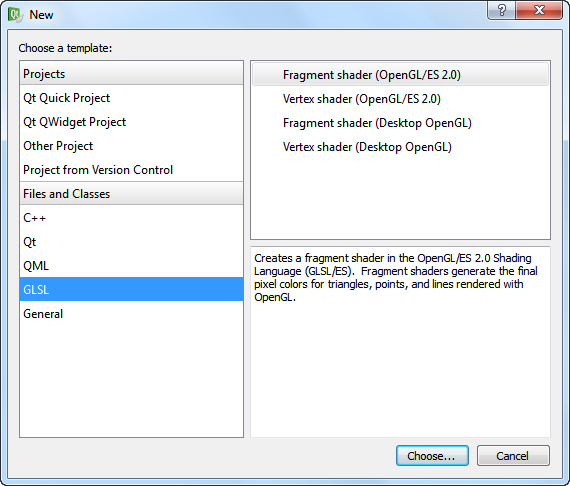 New
Choose a template:
Projects
Qt Quick Project
Qt QWidget Project
Other Project
Project from Version Control
Files and Classes
C++
Qt
QML
GLSL
General
Fragment shader (OpenGL/ES 2.0)
Vertex shader (OpenGL/ES 2.0)
Fragment shader (Desktop OpenGL)
Vertex shader (Desktop OpenGL)
Creates a fragment shader in the OpenGL/ES 2.0 Shading
Language (GLSL/ES).  Fragment shaders generate the final
pixel colors for triangles, points, and lines rendered with
OpenGL.
Choose...
Cancel